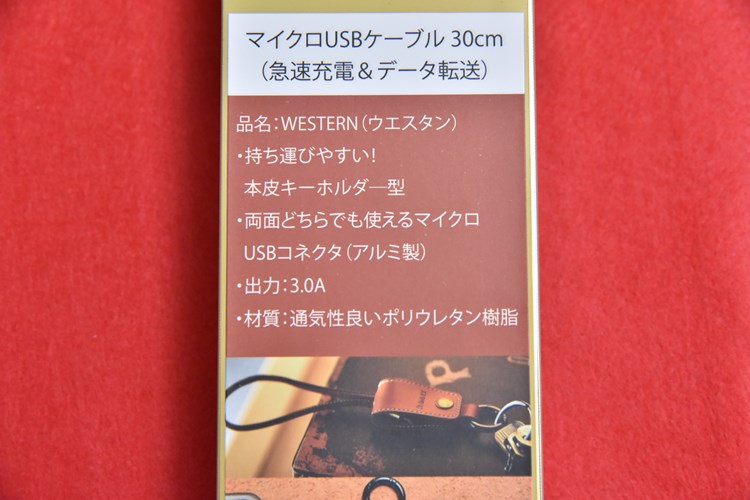 マイクロUSBケーブル 30cm
（急速充電＆データ転送）
品名：WESTERN（ウエスタン）
・持ち運びやすい！
本皮キーホルダ―型
・両面どちらでも使えるマイクロ
USBコネクタ（アルミ製）
・出力：3.0A
・材質：通気性良いポリウレタン樹脂
P